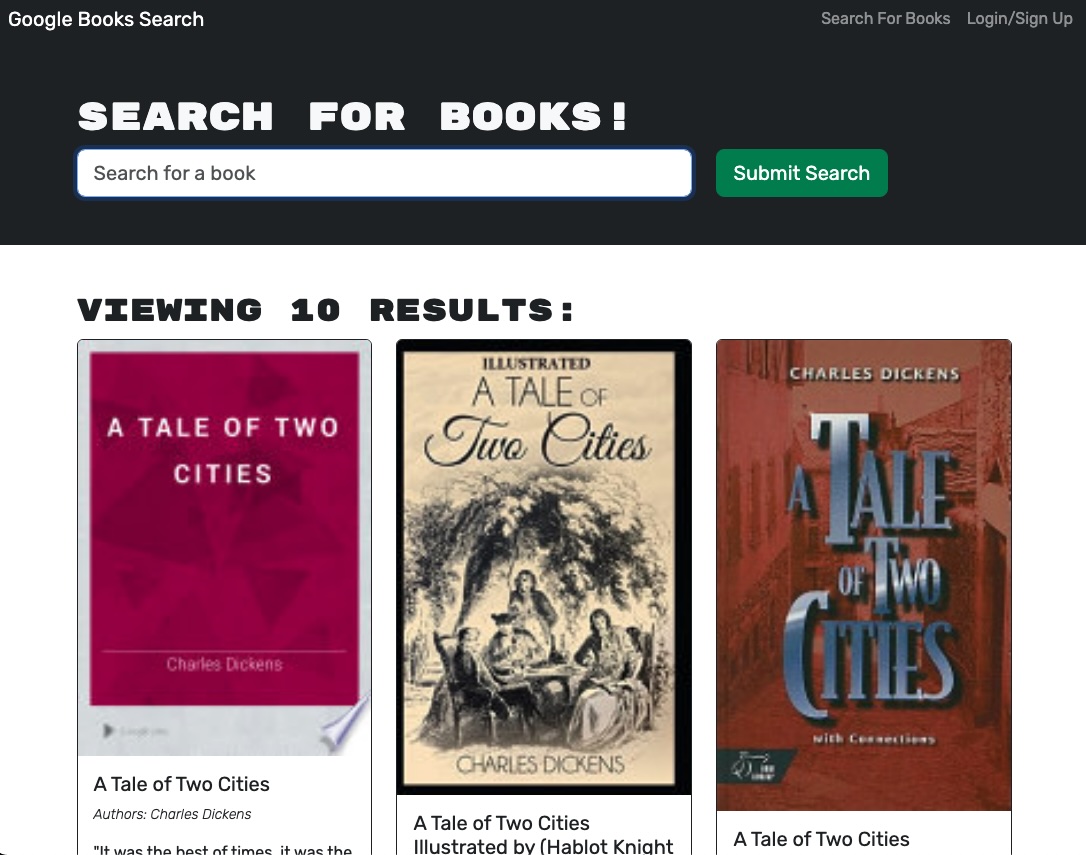 Google Books Search
Search For Books
Login/Sign Up
SEARCH FOR BOOKS!
Search for a book
Submit Search
VIEWING 10 RESULTS:
A TALE OF TWO
CITIES
Charles Dickens
A Tale of Two Cities
Authors: Charles Dickens
"It was the best of times, it was the
ILLUSTRATED
A TALE OF
Two Cities
CHARLES DICKENS
A Tale of Two Cities
Illustrated by (Hablot Knight
CHARLES DICKENS
A TALE
OF TWO
CITIES
with Connections
A Tale of Two Cities